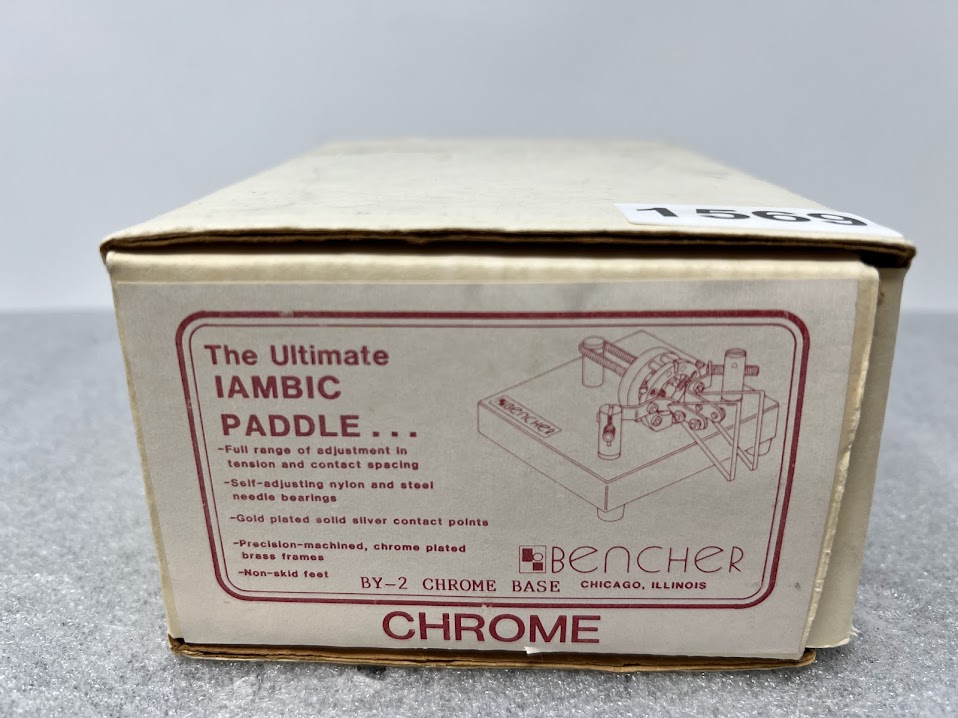 1569
The Ultimate
IAMBIC
PADDLE...
-Full range of adjustment in
tension and contact spacing
-Self-adjusting nylon and steel
needle bearings
-Gold plated solid silver contact points
-Precision-machined, chrome plated
brass frames
-Non-skid feet
BENCHER
BENCHER
BY-2 CHROME BASE
CHICAGO, ILLINOIS
CHROME